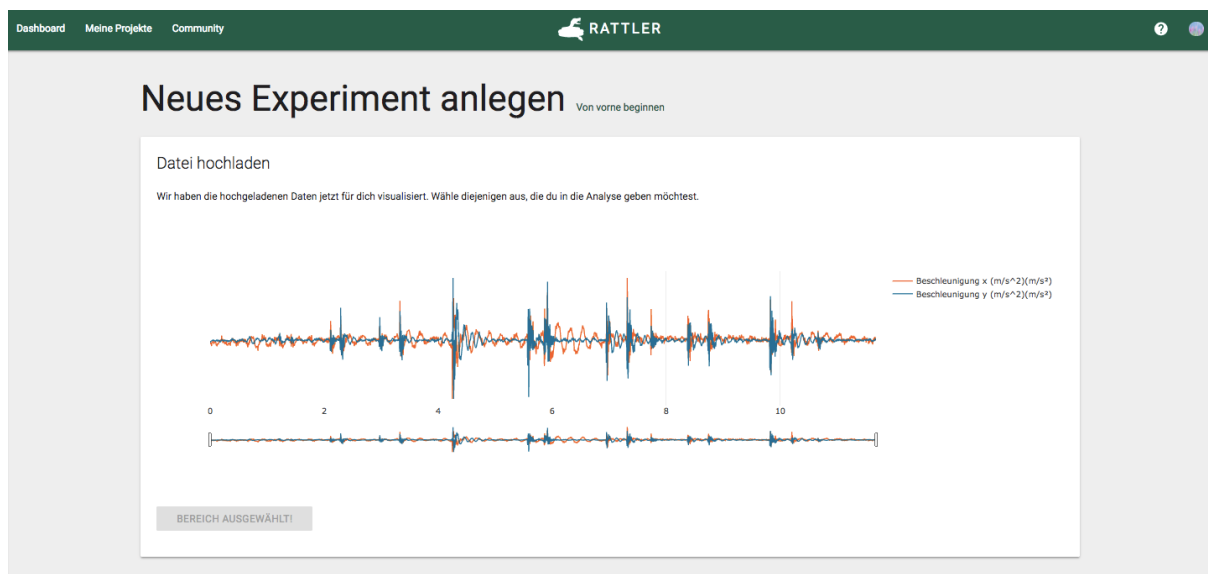 Dashboard Meine Projekte Community RATTLER ?
Neues Experiment anlegen Von vorne beginnen
Datei hochladen
Wir haben die hochgeladenen Daten jetzt für dich visualisiert. Wähle diejenigen aus, die du in die Analyse geben möchtest.
Beschleunigung x (m/s^2)(m/s²)
Beschleunigung y (m/s^2)(m/s²)
0 2 4 6 8 10
BEREICH AUSGEWÄHLT!